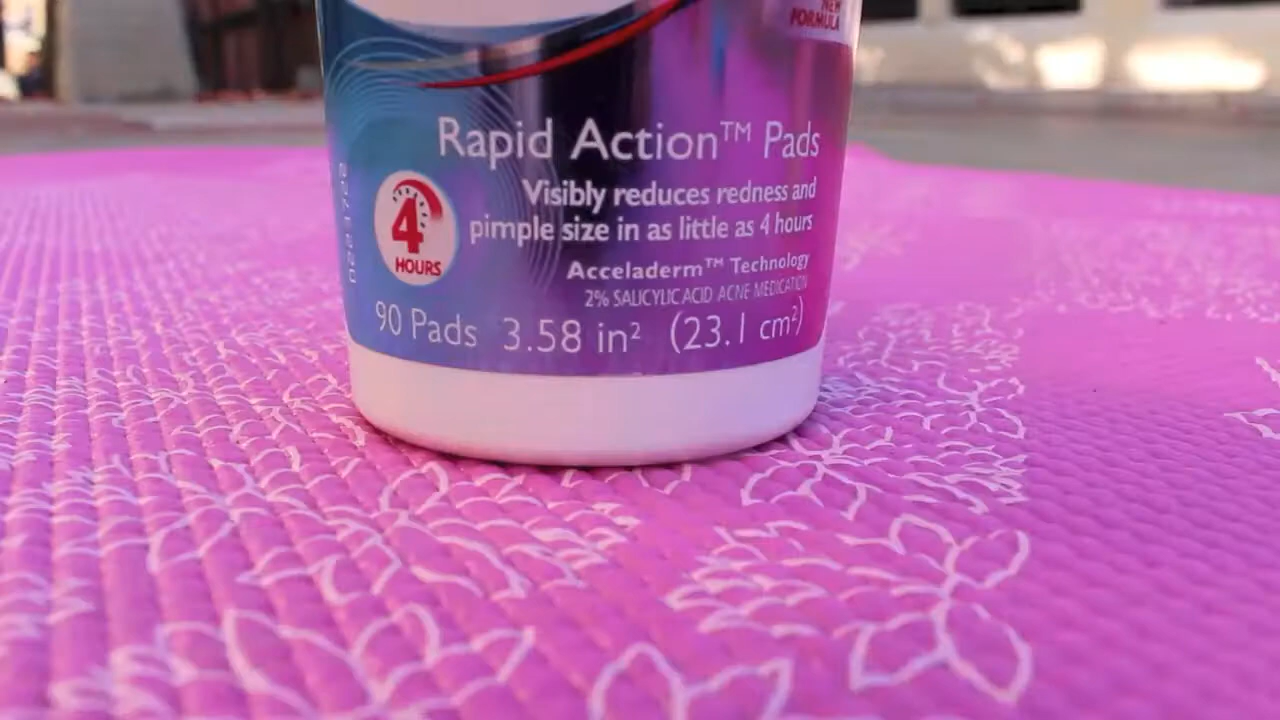 NEW
FORMULA
Rapid Action™ Pads
Visibly reduces redness and
pimple size in as little as 4 hours
4
HOURS
Acceladerm™ Technology
2% SALICYLIC ACID ACNE MEDICATION
90 Pads 3.58 in² (23.1 cm²)